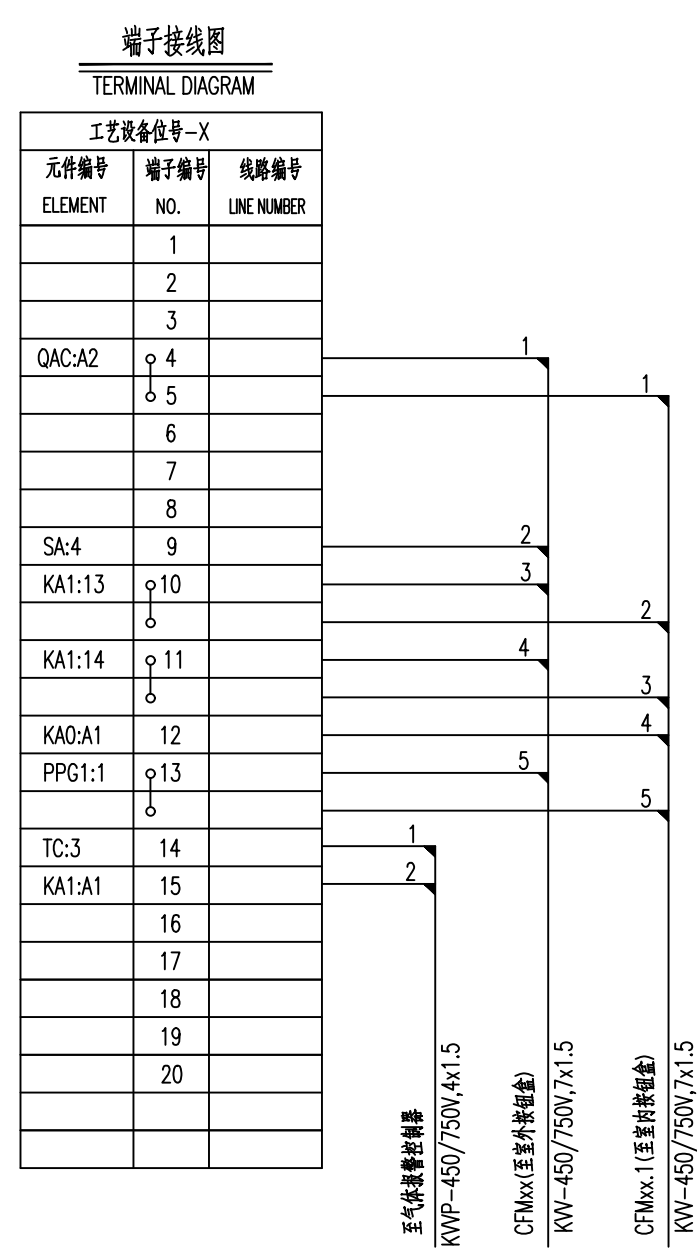 端子接线图
TERMINAL DIAGRAM
工艺设备位号-X
元件编号 端子编号 线路编号
ELEMENT NO. LINE NUMBER
1
2
3
QAC:A2 4 1
5 1
6
7
8
SA:4 9 2
KA1:13 10 3
2
KA1:14 11 4
3
KA0:A1 12 4
PPG1:1 13 5
5
TC:3 14 1
KA1:A1 15 2
16
17
18
19
20
至气体报警控制器
KWP-450/750V,4x1.5
CFMxx(至室外按钮盒)
KW-450/750V,7x1.5
CFMxx.1(至室内按钮盒)
KW-450/750V,7x1.5